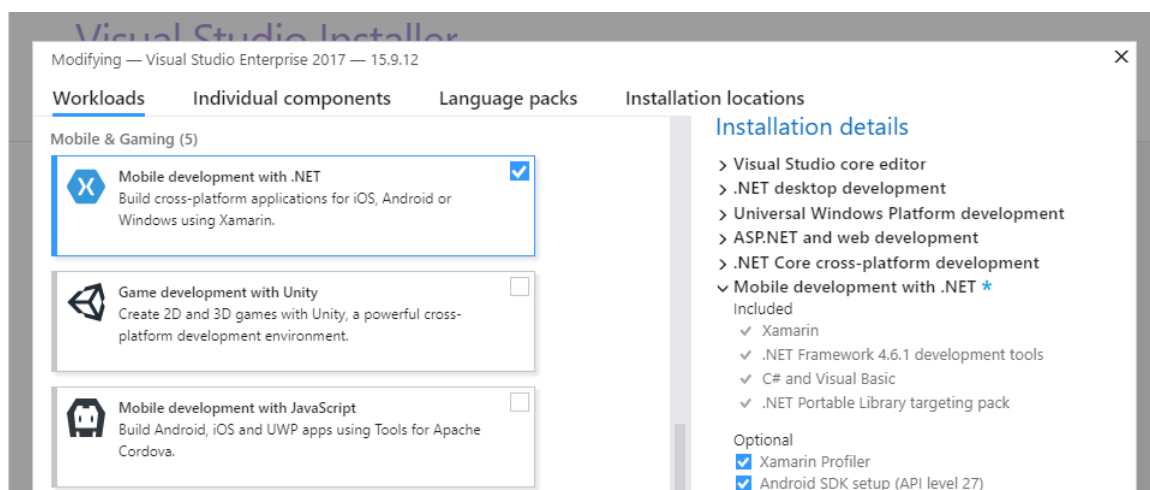 Visual Studio Installer
Modifying — Visual Studio Enterprise 2017 — 15.9.12
Workloads
Individual components
Language packs
Installation locations
Mobile & Gaming (5)
Mobile development with .NET
Build cross-platform applications for iOS, Android or
Windows using Xamarin.
Game development with Unity
Create 2D and 3D games with Unity, a powerful cross-
platform development environment.
Mobile development with JavaScript
Build Android, iOS and UWP apps using Tools for Apache
Cordova.
Installation details
Visual Studio core editor
.NET desktop development
Universal Windows Platform development
ASP.NET and web development
.NET Core cross-platform development
Mobile development with .NET *
Included
Xamarin
.NET Framework 4.6.1 development tools
C# and Visual Basic
.NET Portable Library targeting pack
Optional
Xamarin Profiler
Android SDK setup (API level 27)